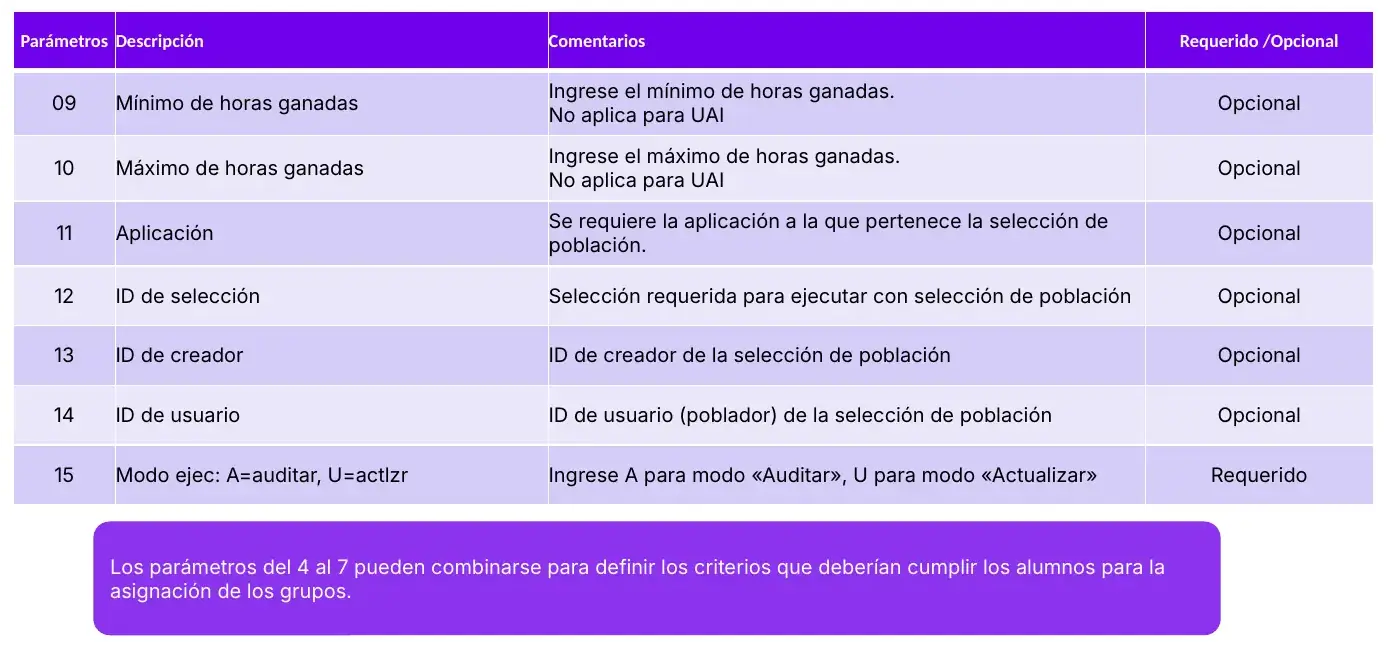 Parámetros Descripción Comentarios Requerido /Opcional
09 Mínimo de horas ganadas Ingrese el mínimo de horas ganadas.
No aplica para UAI Opcional
10 Máximo de horas ganadas Ingrese el máximo de horas ganadas.
No aplica para UAI Opcional
11 Aplicación Se requiere la aplicación a la que pertenece la selección de
población. Opcional
12 ID de selección Selección requerida para ejecutar con selección de población Opcional
13 ID de creador ID de creador de la selección de población Opcional
14 ID de usuario ID de usuario (poblador) de la selección de población Opcional
15 Modo ejec: A=auditar, U=actlzr Ingrese A para modo «Auditar», U para modo «Actualizar» Requerido
Los parámetros del 4 al 7 pueden combinarse para definir los criterios que deberían cumplir los alumnos para la
asignación de los grupos.